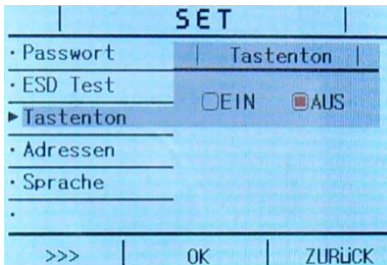 SET
Passwort
ESD Test
Tastenton
Adressen
Sprache
Tastenton
EIN AUS
>>> OK ZURÜCK